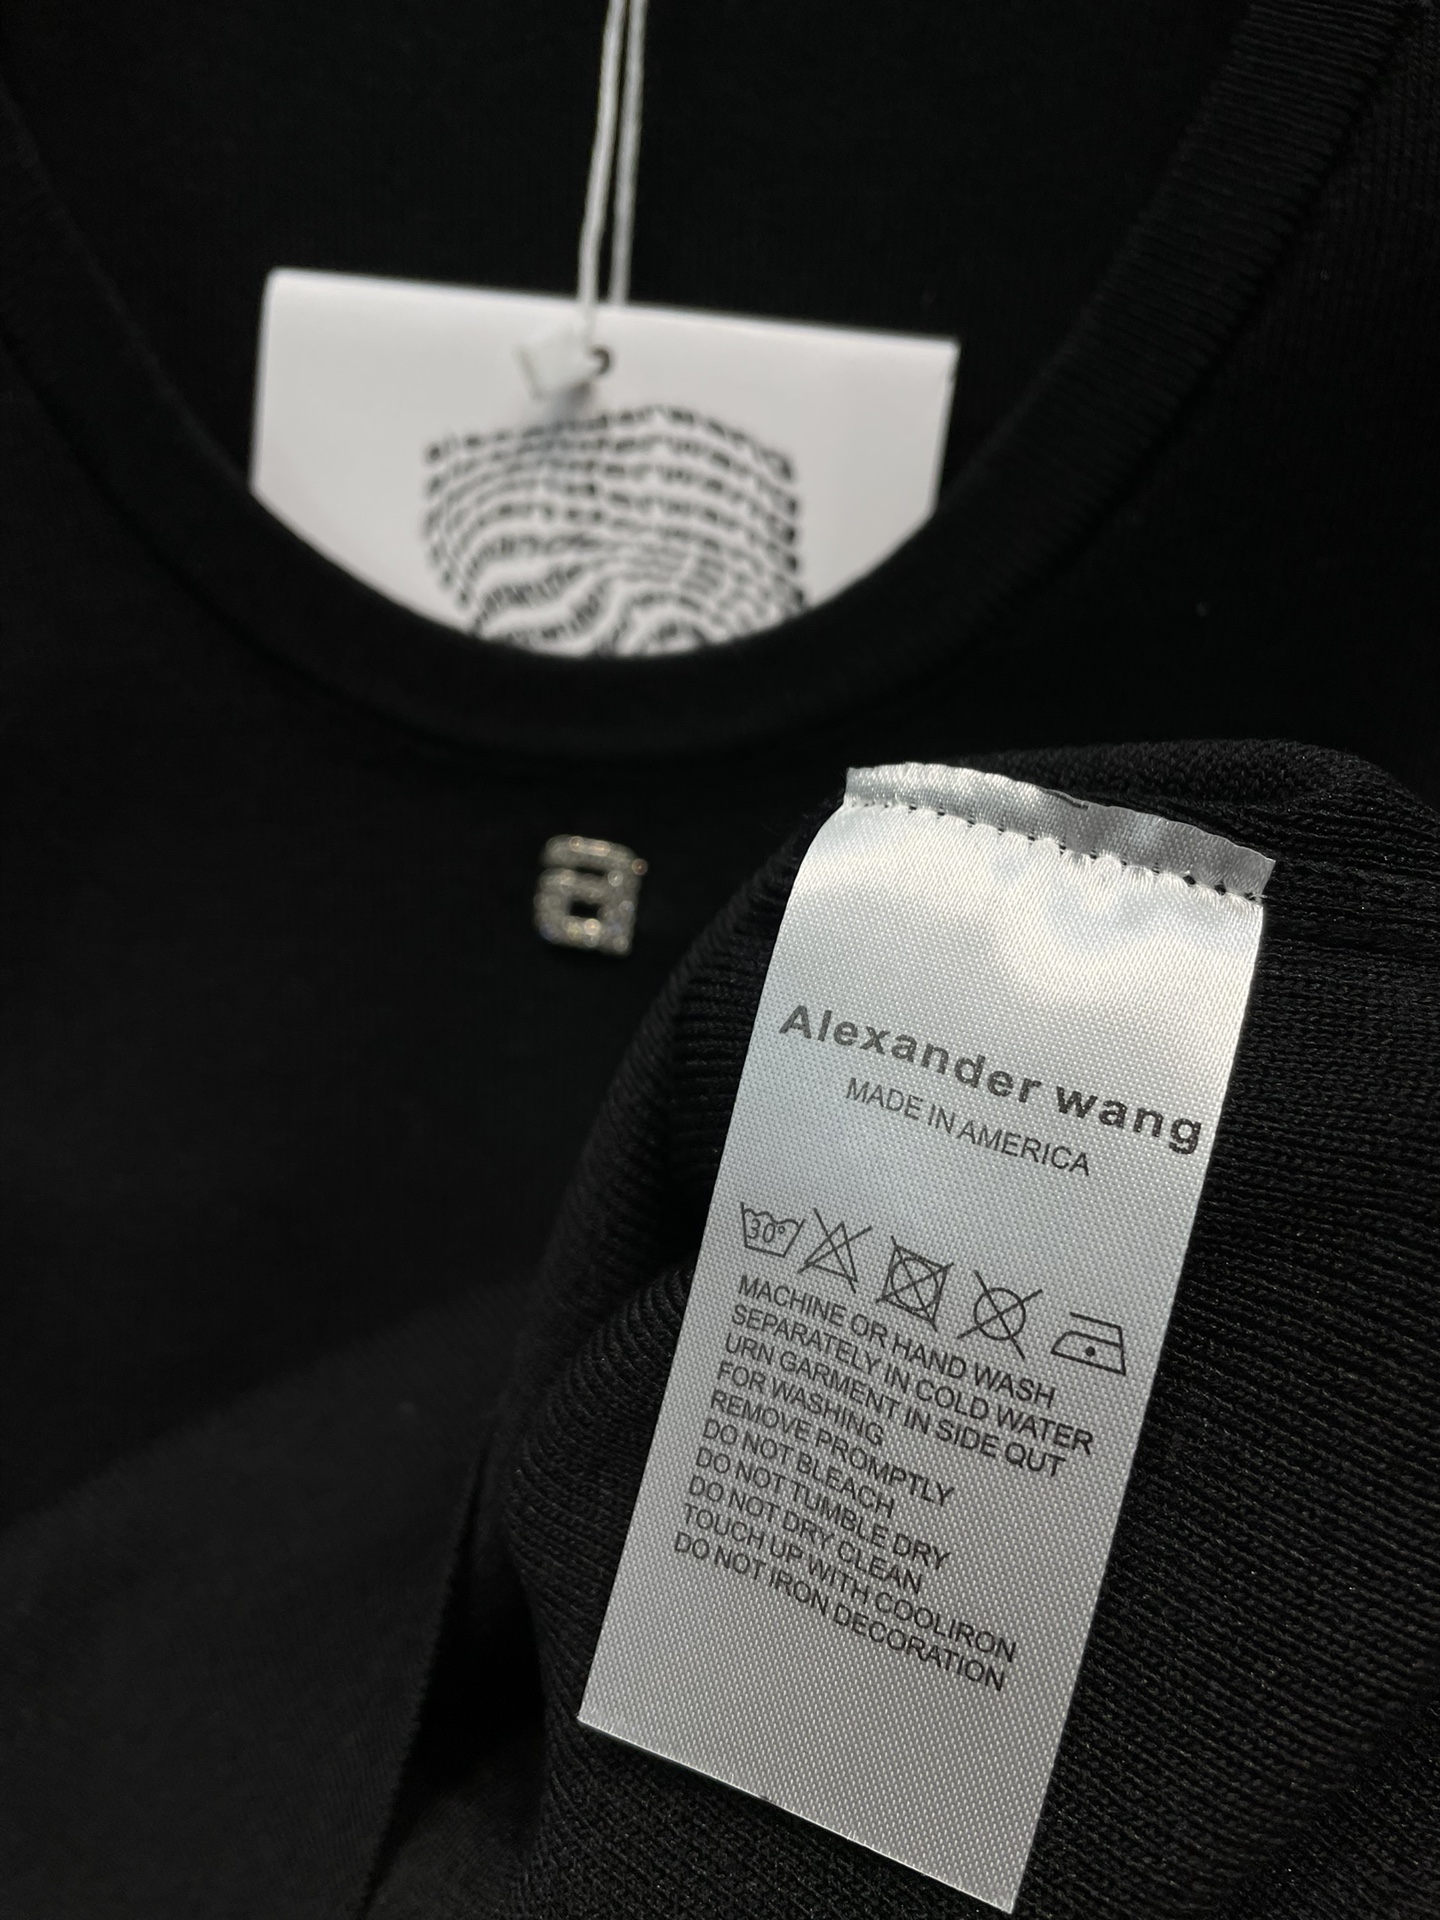 alexanderwang
a
Alexander wang
MADE IN AMERICA
30°
MACHINE OR HAND WASH
SEPARATELY IN COLD WATER
URN GARMENT IN SIDE OUT
FOR WASHING
REMOVE PROMPTLY
DO NOT BLEACH
DO NOT TUMBLE DRY
DO NOT DRY CLEAN
TOUCH UP WITH COOLIRON
DO NOT IRON DECORATION